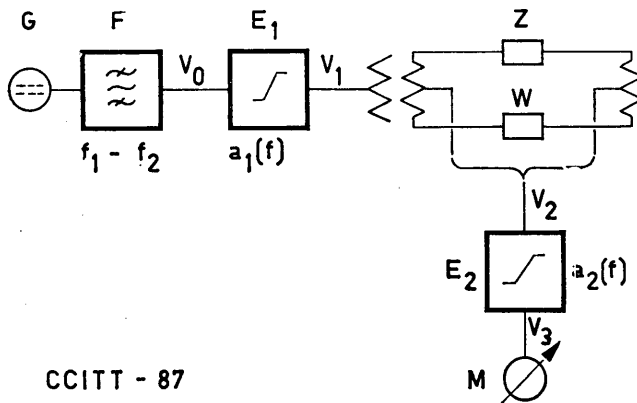 G F E1 Z
V0 V1
W
f1 - f2 a1(f)
V2
E2 a2(f)
V3
CCITT - 87 M